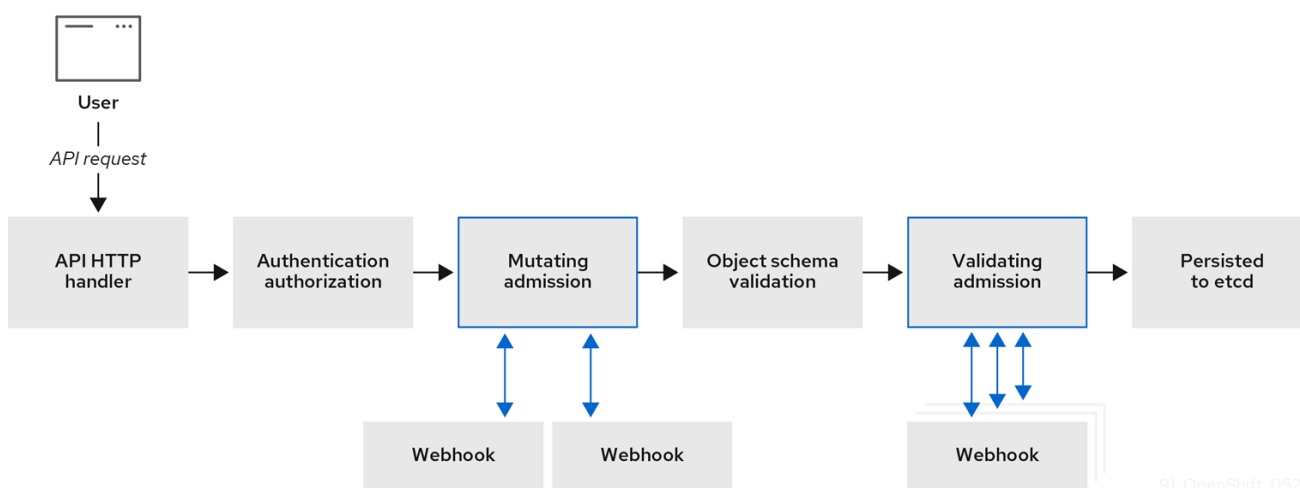 User
API request
API HTTP
handler
Authentication
authorization
Mutating
admission
Object schema
validation
Validating
admission
Persisted
to etcd
Webhook
Webhook
Webhook
91_OpenShift_052